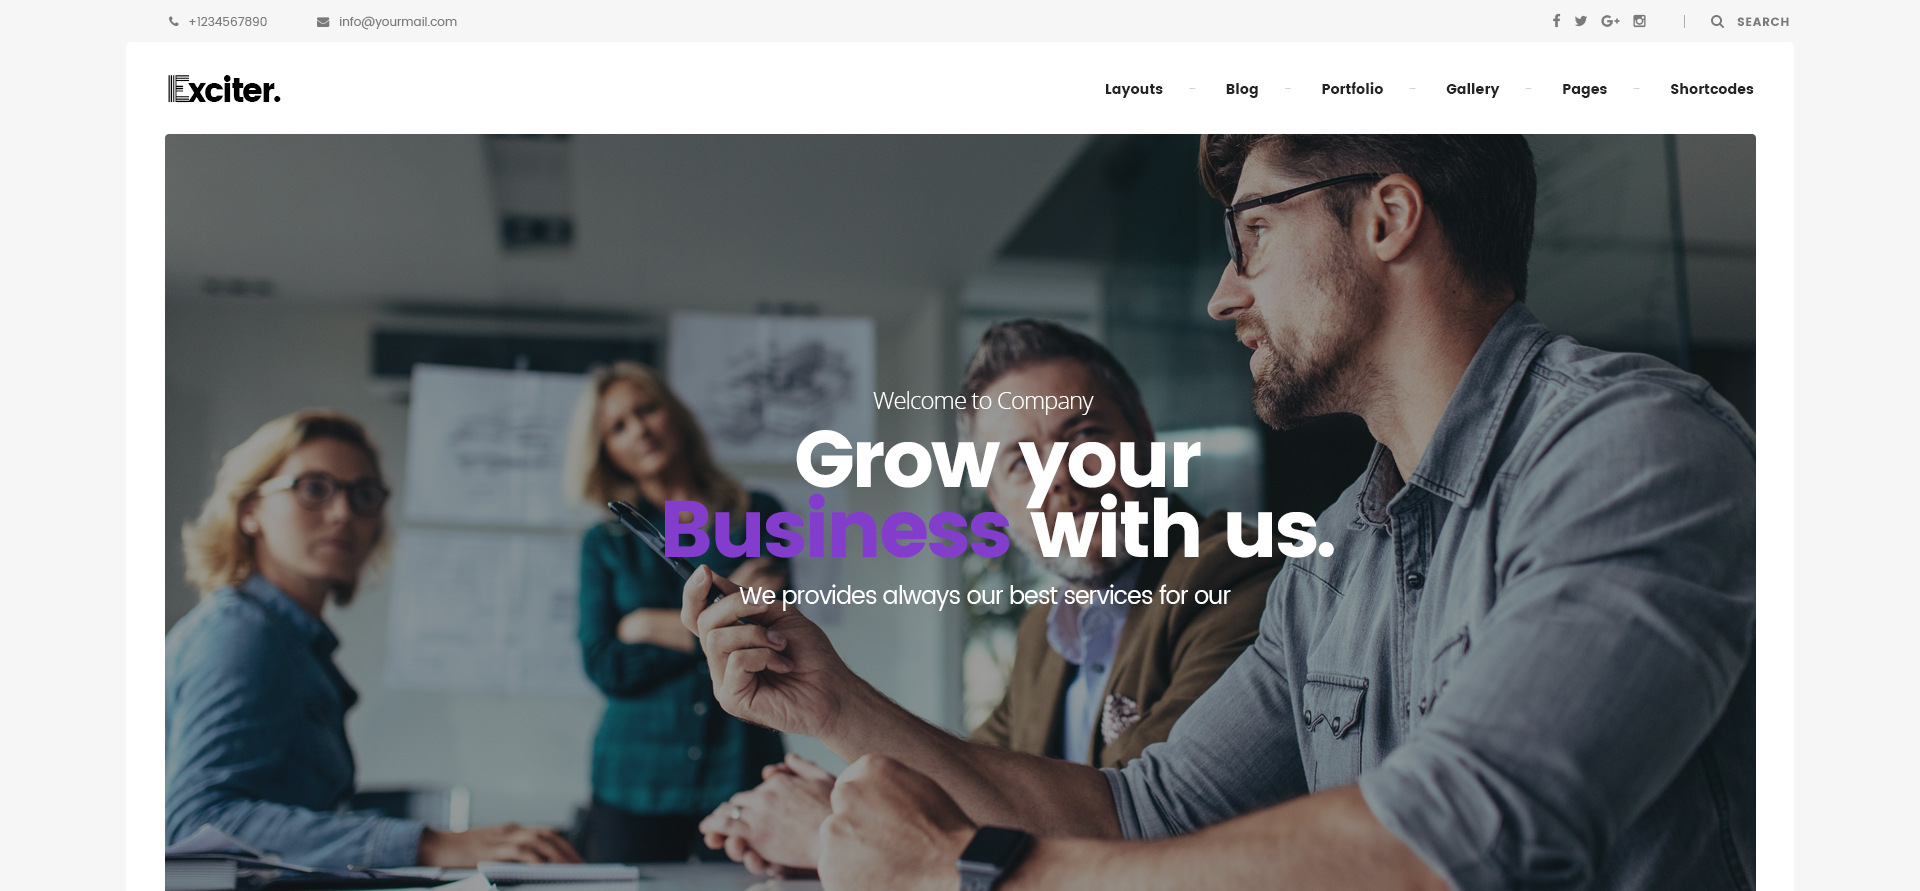 +1234567890 info@yourmail.com SEARCH
Exciter. Layouts - Blog - Portfolio - Gallery - Pages - Shortcodes
Welcome to Company
Grow your
Business with us.
We provides always our best services for our